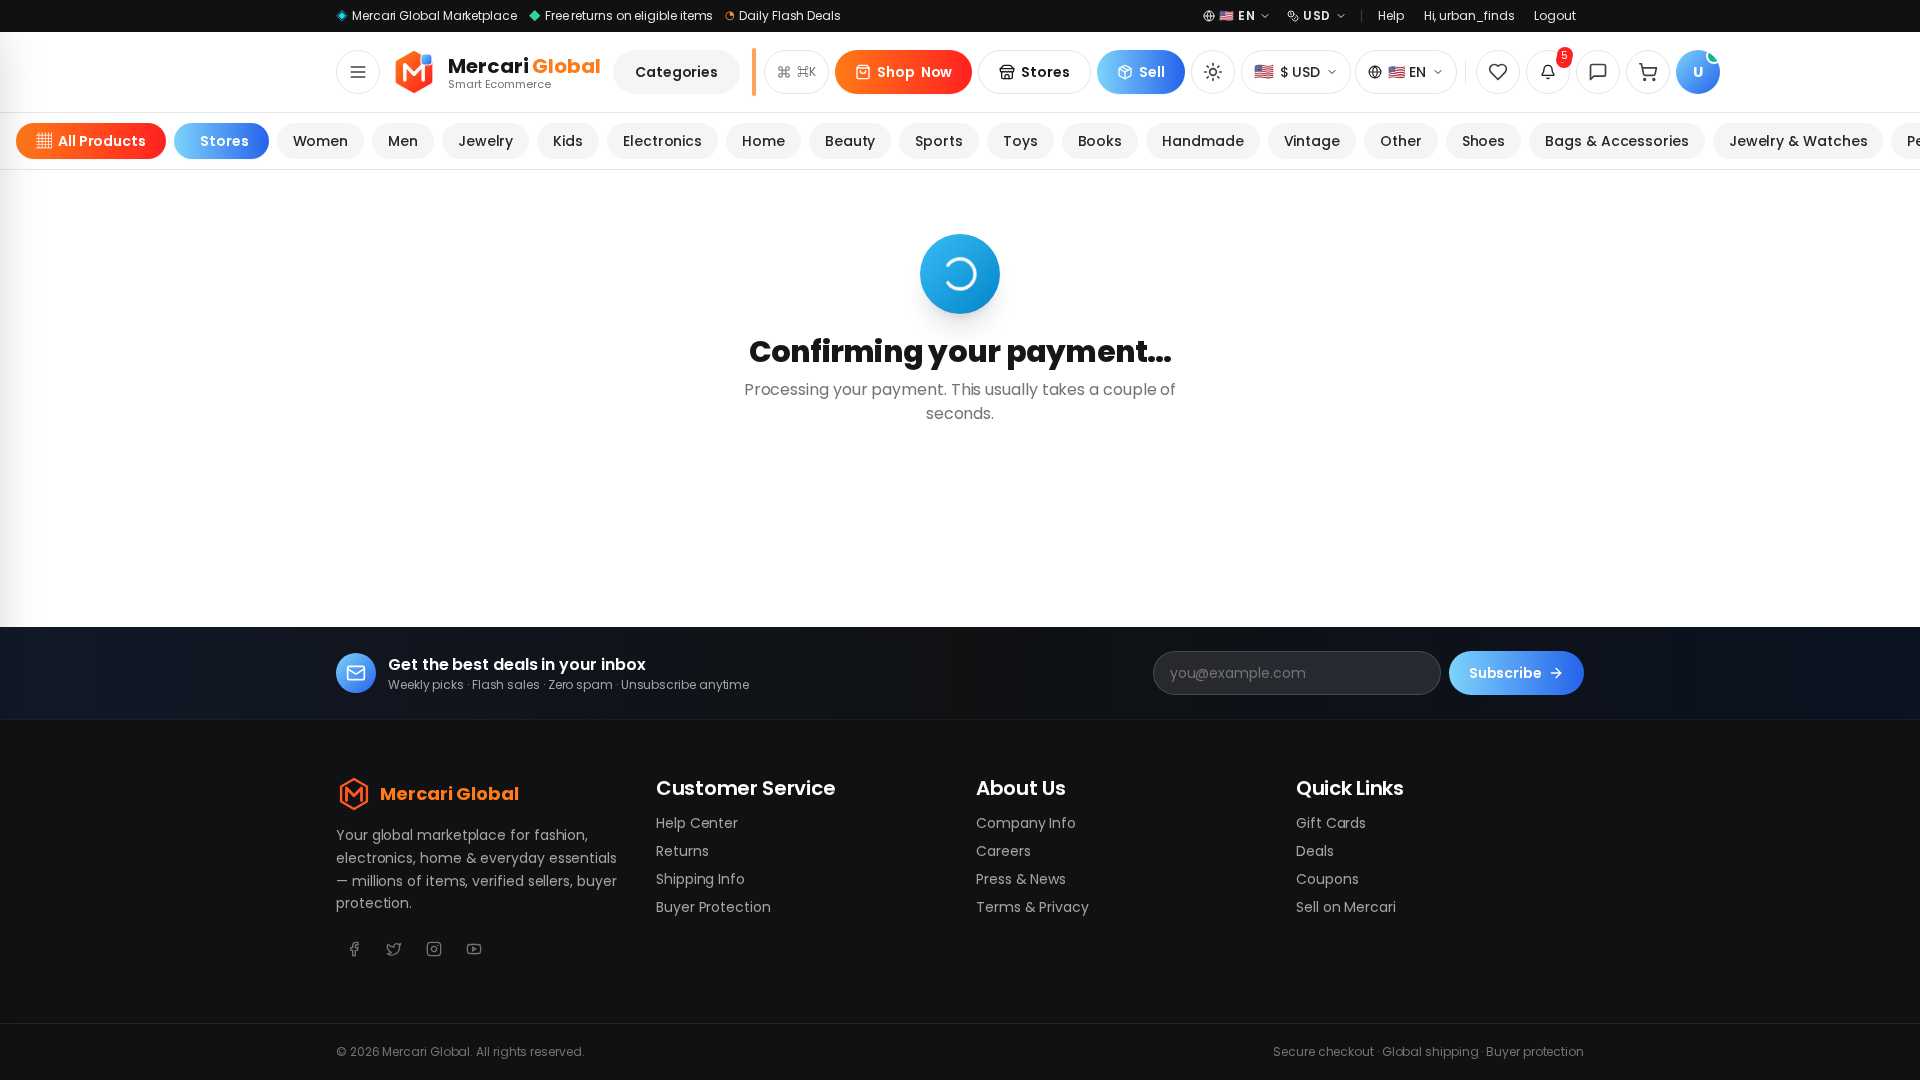 Mercari Global Marketplace Free returns on eligible items Daily Flash Deals
EN USD Help Hi, urban_finds Logout
Mercari Global
Smart Ecommerce
Categories
⌘K
Shop Now
Stores
Sell
$ USD
EN
5
U
All Products Stores Women Men Jewelry Kids Electronics Home Beauty Sports Toys Books Handmade Vintage Other Shoes Bags & Accessories Jewelry & Watches
Confirming your payment...
Processing your payment. This usually takes a couple of
seconds.
Get the best deals in your inbox
Weekly picks · Flash sales · Zero spam · Unsubscribe anytime
you@example.com
Subscribe
Mercari Global
Your global marketplace for fashion,
electronics, home & everyday essentials
— millions of items, verified sellers, buyer
protection.
Customer Service
Help Center
Returns
Shipping Info
Buyer Protection
About Us
Company Info
Careers
Press & News
Terms & Privacy
Quick Links
Gift Cards
Deals
Coupons
Sell on Mercari
© 2026 Mercari Global. All rights reserved.
Secure checkout · Global shipping · Buyer protection